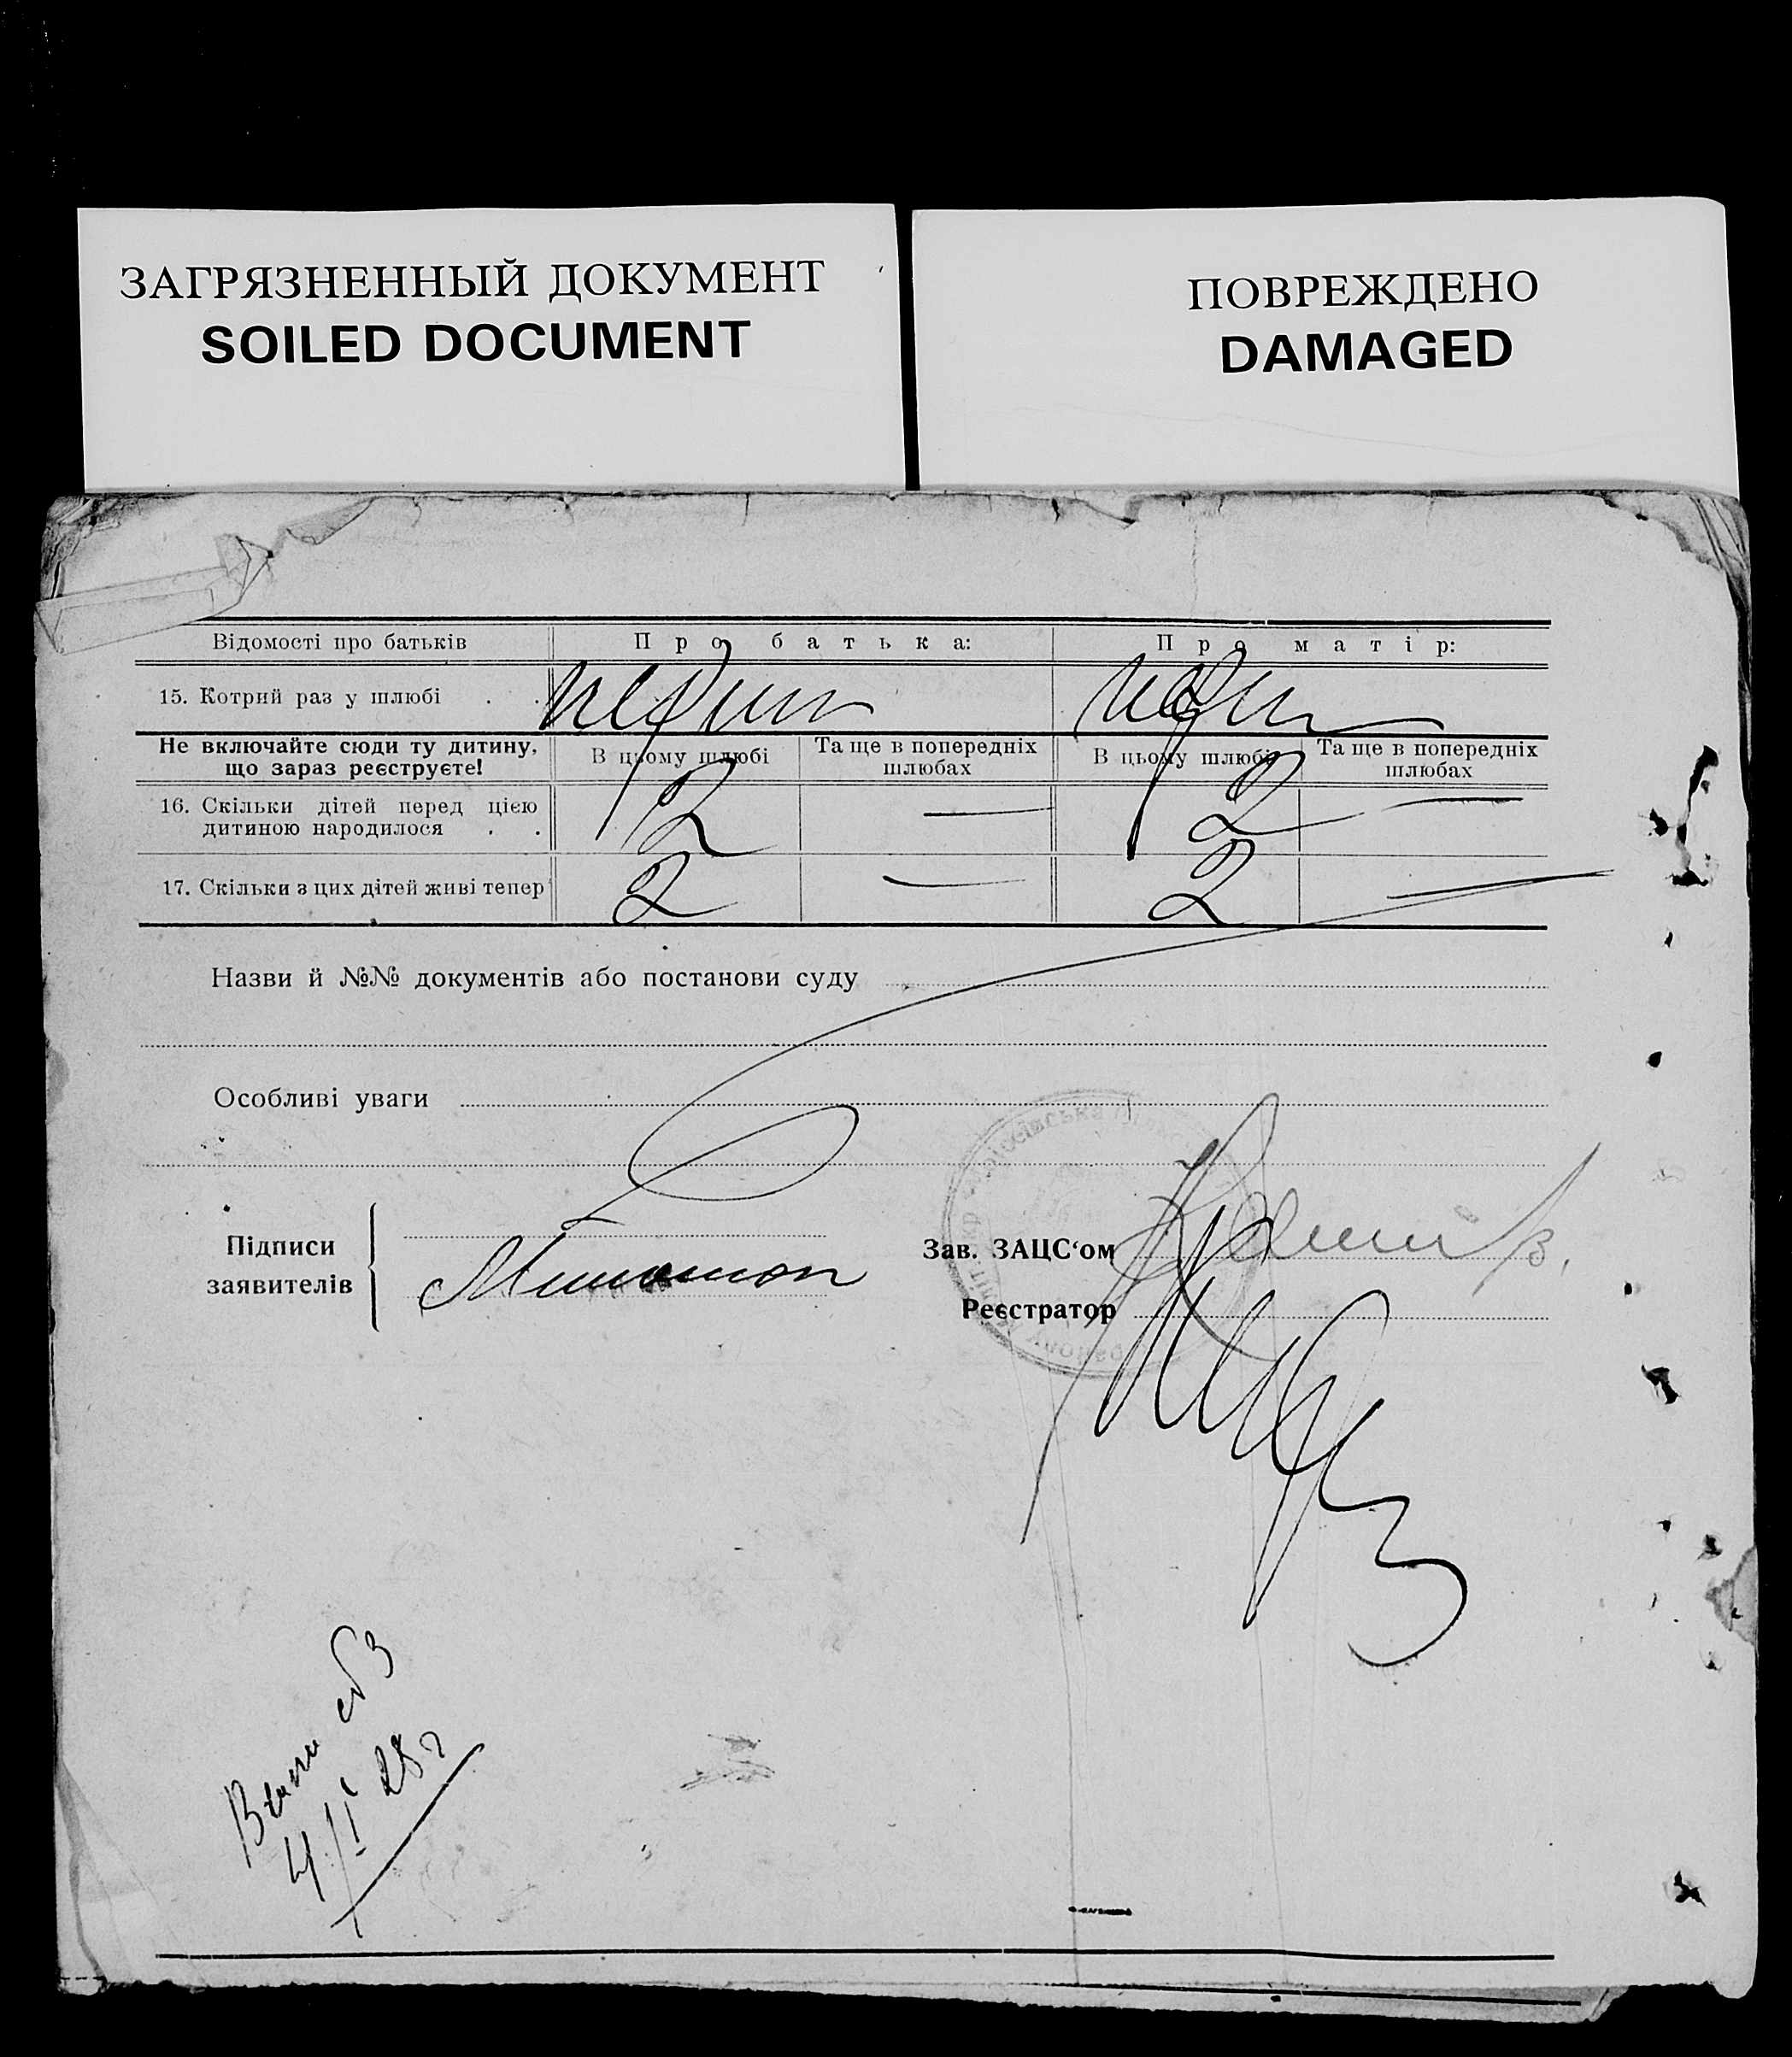 ЗАГРЯЗНЕННЫЙ ДОКУМЕНТ
SOILED DOCUMENT
ПОВРЕЖДЕНО
DAMAGED
Відомості про батьків Про батька: Про матір:
15. Котрий раз у шлюбі . .
Не включайте сюди ту дитину, що зараз реєструєте! В цьому шлюбі Та ще в попередніх шлюбах В цьому шлюбі Та ще в попередніх шлюбах
16. Скільки дітей перед цією
дитиною народилося . . 2 — 2 —
17. Скільки з цих дітей живі тепер 2 — 2 —
Назви й №№ документів або постанови суду
Особливі уваги
Підписи
заявителів
Зав. ЗАЦС‘ом
Реєстратор
4/I 28 г